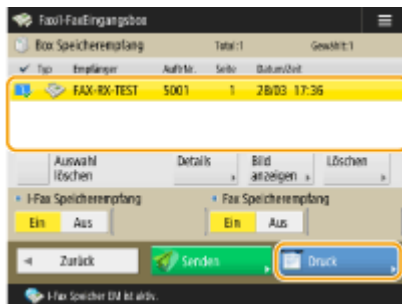 Fax/I-FaxEingangsbox
Box Speicherempfang Total:1 Gewählt:1
Typ Empfänger Auftr Nr. Seite Datum/Zeit
FAX-RX-TEST 5001 1 28/03 17:36
Auswahl löschen Details Bild anzeigen Löschen
I-Fax Speicherempfang Fax Speicherempfang
Ein Aus Ein Aus
Zurück Senden Druck
I-Fax Speicher EM ist aktiv.